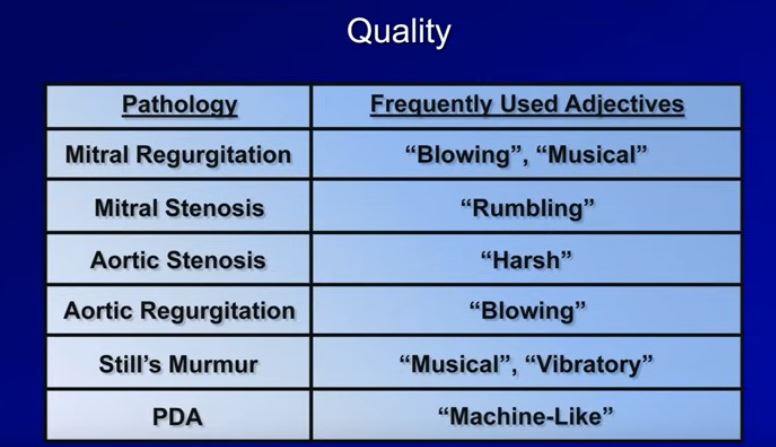 Quality
Pathology Frequently Used Adjectives
Mitral Regurgitation “Blowing”, “Musical”
Mitral Stenosis “Rumbling”
Aortic Stenosis “Harsh”
Aortic Regurgitation “Blowing”
Still’s Murmur “Musical”, “Vibratory”
PDA “Machine-Like”